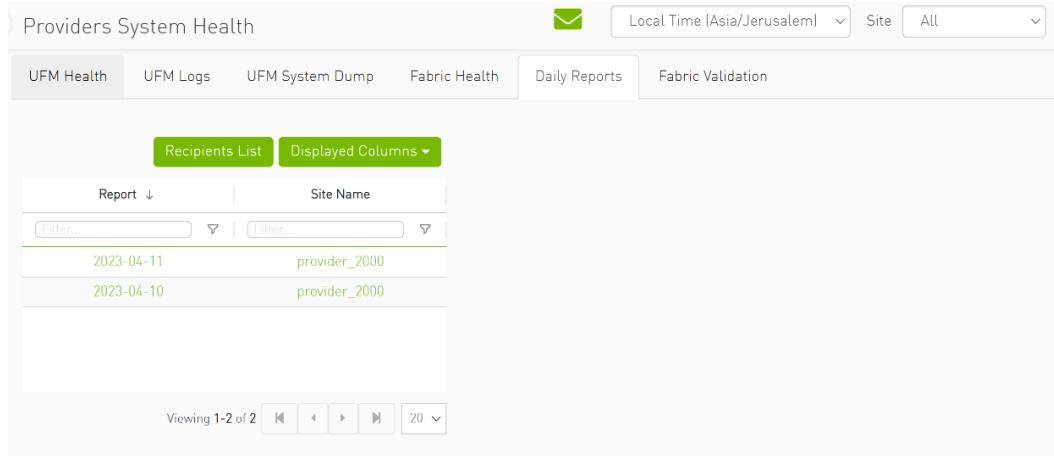 Providers System Health Local Time (Asia/Jerusalem) Site All
UFM Health UFM Logs UFM System Dump Fabric Health Daily Reports Fabric Validation
Recipients List Displayed Columns
Report Site Name
Filter... Filter...
2023-04-11 provider_2000
2023-04-10 provider_2000
Viewing 1-2 of 2 20